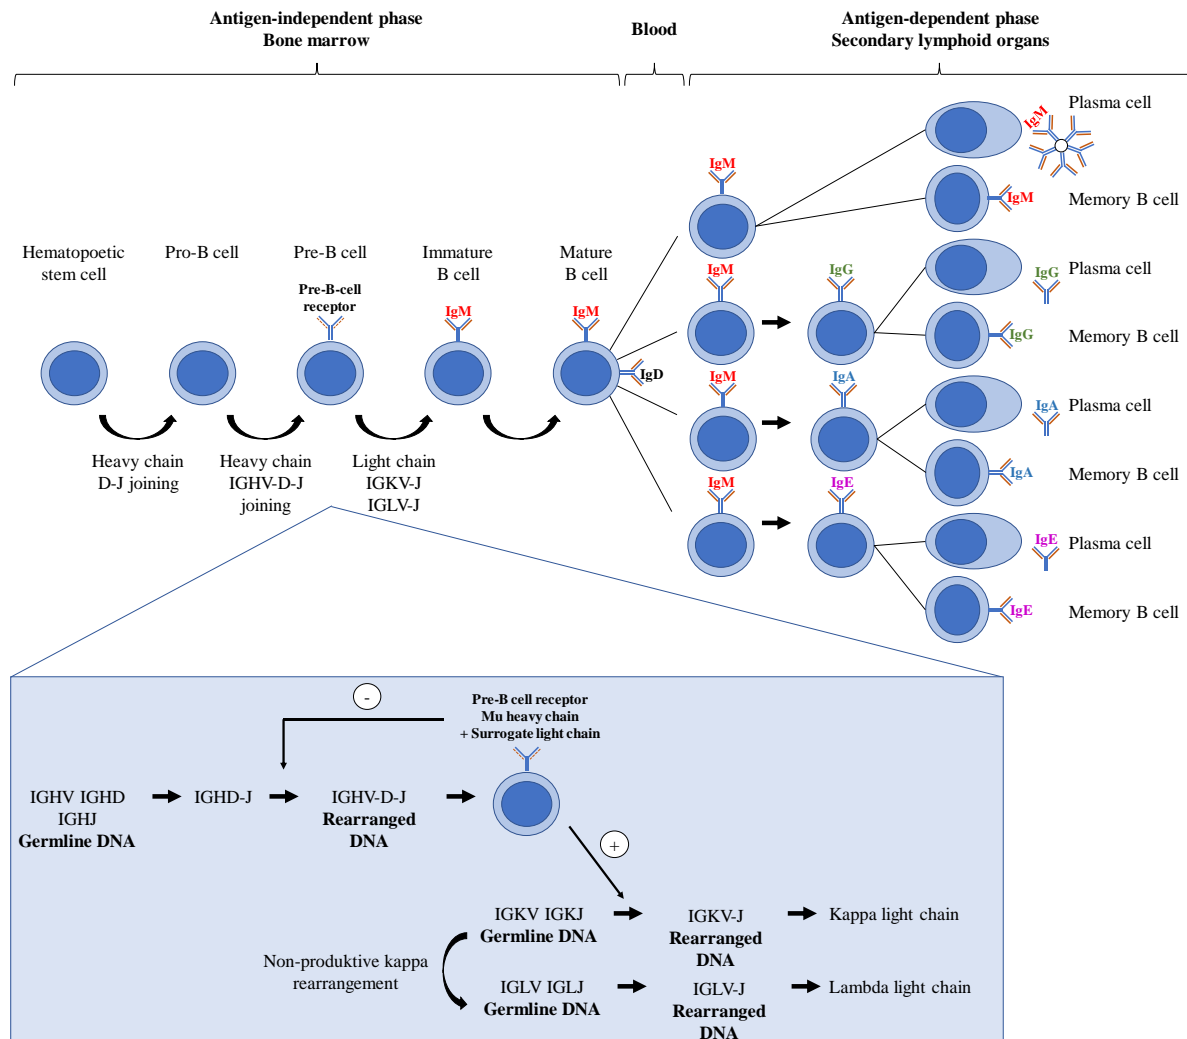 Antigen-independent phase
Bone marrow
Blood
Antigen-dependent phase
Secondary lymphoid organs
Hematopoetic
stem cell
Pro-B cell
Pre-B cell
Immature
B cell
Mature
B cell
Pre-B-cell
receptor
IgM
IgM
IgD
Heavy chain
D-J joining
Heavy chain
IGHV-D-J
joining
Light chain
IGKV-J
IGLV-J
IgM
IgM
Plasma cell
IgM
Memory B cell
IgM
IgG
Plasma cell
IgG
IgG
Memory B cell
IgM
IgA
Plasma cell
IgA
IgA
Memory B cell
IgM
IgE
Plasma cell
IgE
IgE
Memory B cell
-
Pre-B cell receptor
Mu heavy chain
+ Surrogate light chain
IGHV IGHD
IGHJ
Germline DNA
IGHD-J
IGHV-D-J
Rearranged
DNA
+
IGKV IGKJ
Germline DNA
IGKV-J
Rearranged
DNA
Kappa light chain
Non-produktive kappa
rearrangement
IGLV IGLJ
Germline DNA
IGLV-J
Rearranged
DNA
Lambda light chain